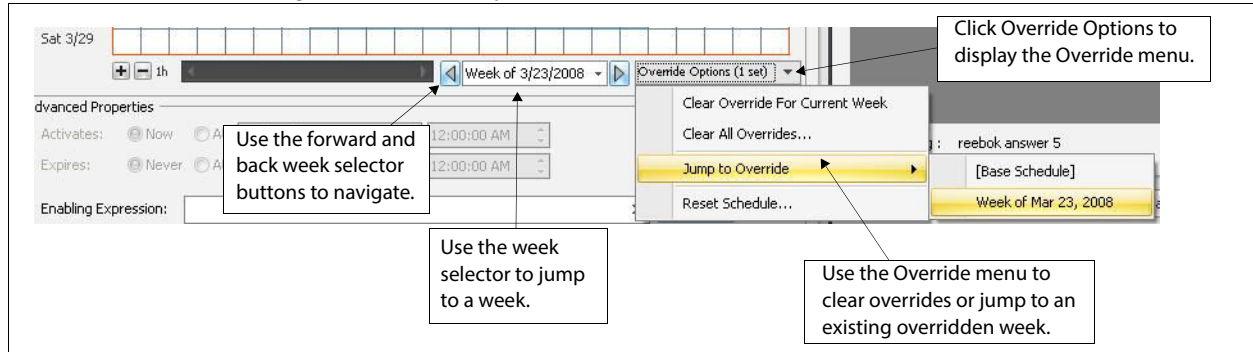 Click Override Options to
display the Override menu.
Sat 3/29
1h
Week of 3/23/2008
Override Options (1 set)
Clear Override For Current Week
Clear All Overrides...
Jump to Override
Reset Schedule...
[Base Schedule]
Week of Mar 23, 2008
reebok answer 5
dvanced Properties
Activates:
Now
12:00:00 AM
Expires:
Never
12:00:00 AM
Enabling Expression:
Use the forward and
back week selector
buttons to navigate.
Use the week
selector to jump
to a week.
Use the Override menu to
clear overrides or jump to an
existing overridden week.